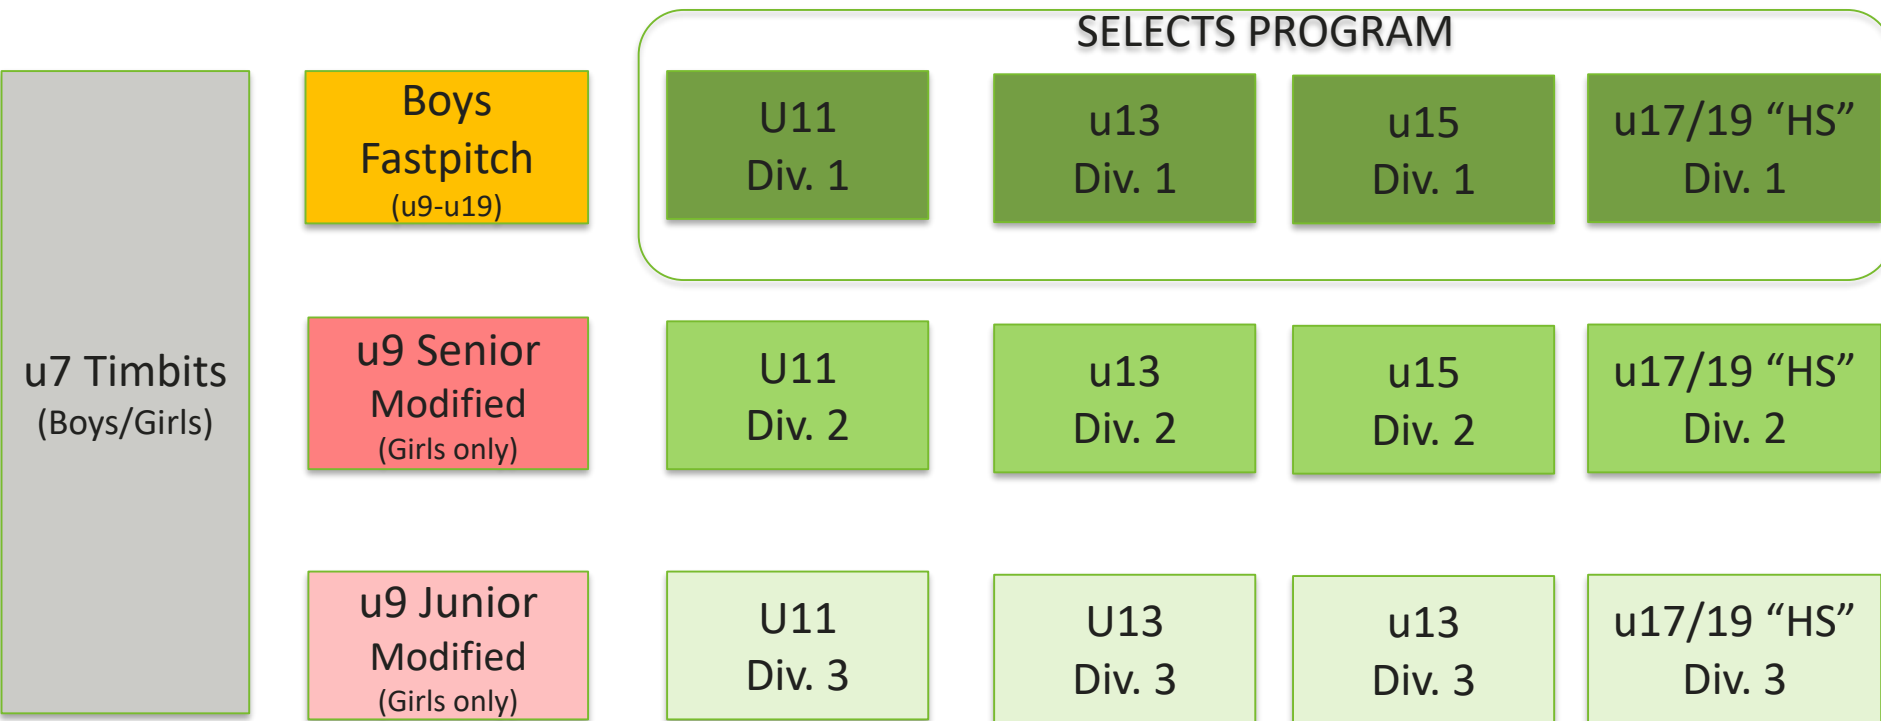 SELECTS PROGRAM
u7 Timbits
(Boys/Girls)
Boys
Fastpitch
(u9-u19)
U11
Div. 1
u13
Div. 1
u15
Div. 1
u17/19 “HS”
Div. 1
u9 Senior
Modified
(Girls only)
U11
Div. 2
u13
Div. 2
u15
Div. 2
u17/19 “HS”
Div. 2
u9 Junior
Modified
(Girls only)
U11
Div. 3
U13
Div. 3
u13
Div. 3
u17/19 “HS”
Div. 3